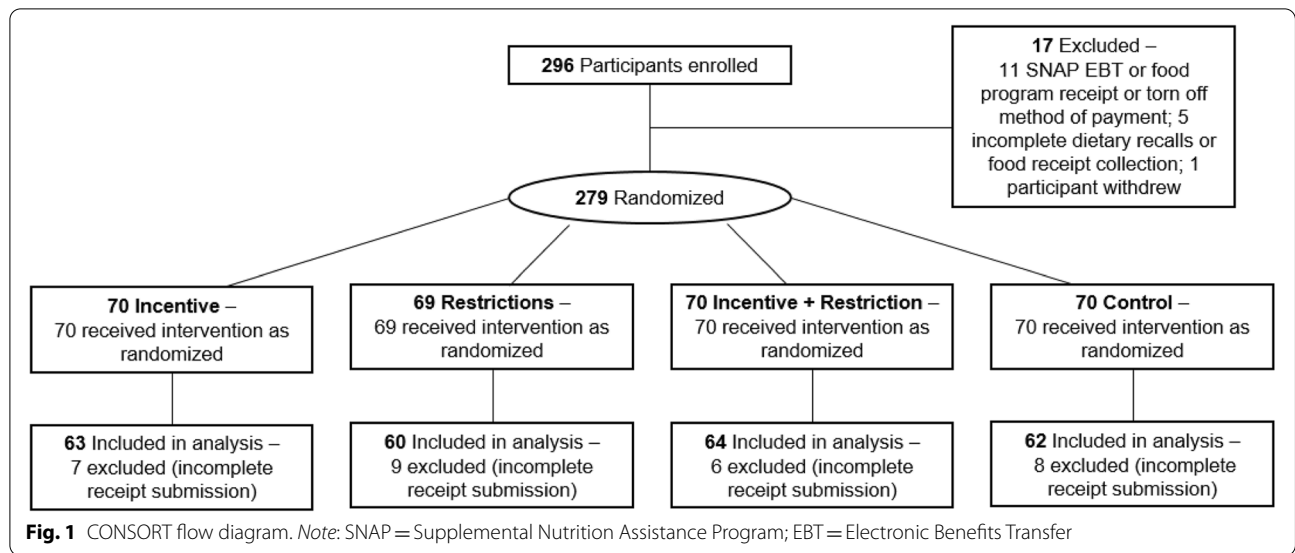 296 Participants enrolled
17 Excluded –
11 SNAP EBT or food
program receipt or torn off
method of payment; 5
incomplete dietary recalls or
food receipt collection; 1
participant withdrew
279 Randomized
70 Incentive –
70 received intervention as
randomized
69 Restrictions –
69 received intervention as
randomized
70 Incentive + Restriction –
70 received intervention as
randomized
70 Control –
70 received intervention as
randomized
63 Included in analysis –
7 excluded (incomplete
receipt submission)
60 Included in analysis –
9 excluded (incomplete
receipt submission)
64 Included in analysis –
6 excluded (incomplete
receipt submission)
62 Included in analysis –
8 excluded (incomplete
receipt submission)
Fig. 1 CONSORT flow diagram. Note: SNAP = Supplemental Nutrition Assistance Program; EBT = Electronic Benefits Transfer